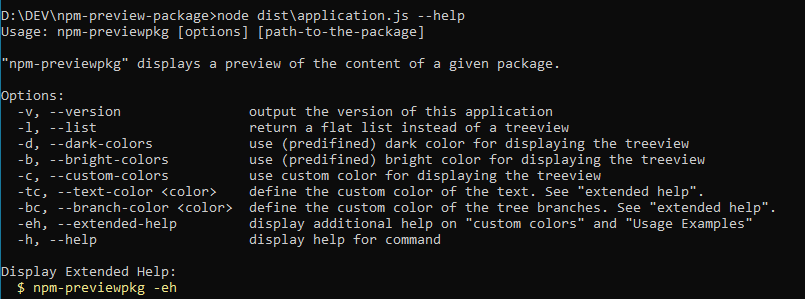 D:\DEV\npm-preview-package>node dist\application.js --help
Usage: npm-previewpkg [options] [path-to-the-package]
"npm-previewpkg" displays a preview of the content of a given package.
Options:
-v, --version output the version of this application
-l, --list return a flat list instead of a treeview
-d, --dark-colors use (predifined) dark color for displaying the treeview
-b, --bright-colors use (predifined) bright color for displaying the treeview
-c, --custom-colors use custom color for displaying the treeview
-tc, --text-color <color> define the custom color of the text. See "extended help".
-bc, --branch-color <color> define the custom color of the tree branches. See "extended help".
-eh, --extended-help display additional help on "custom colors" and "Usage Examples"
-h, --help display help for command
Display Extended Help:
$ npm-previewpkg -eh